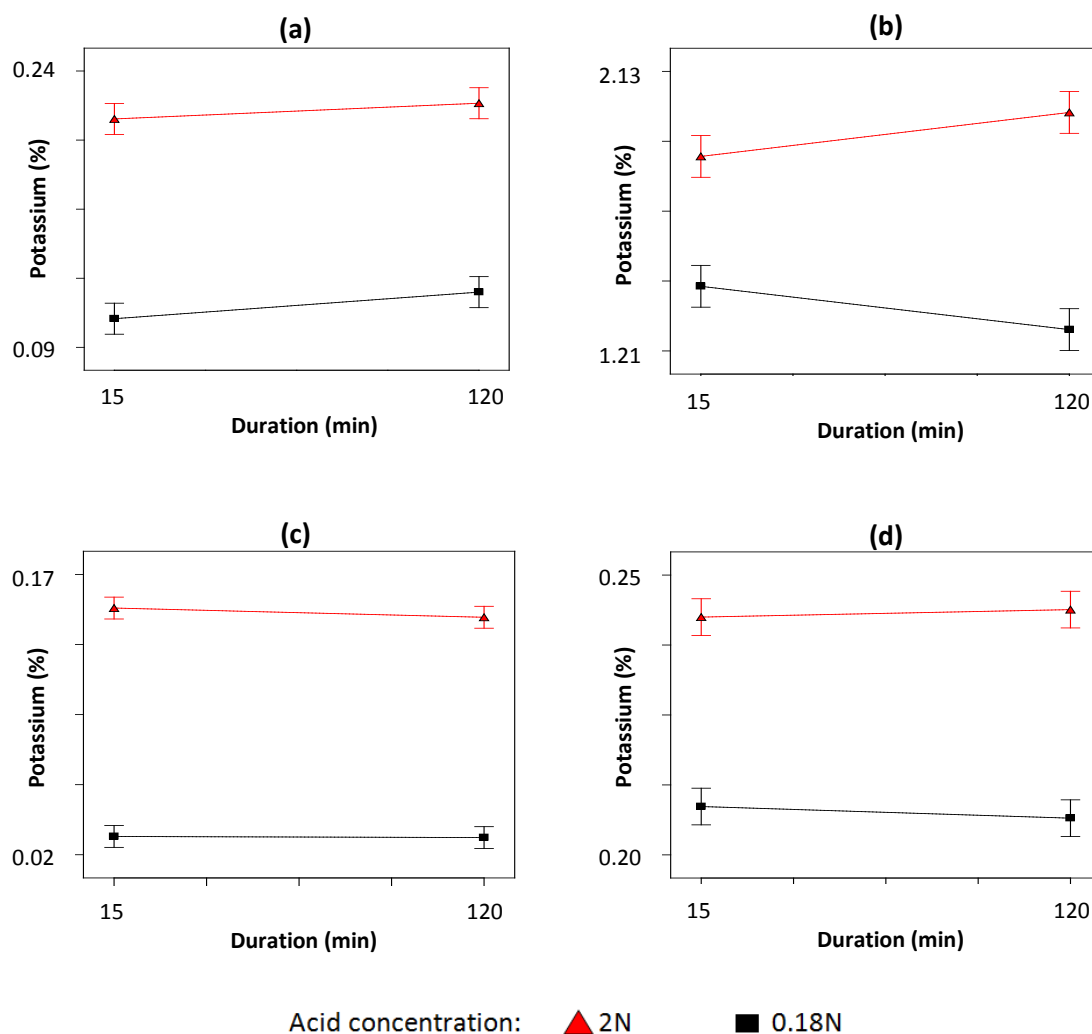 (a)
0.24
Potassium (%)
0.09
15
120
Duration (min)
(b)
2.13
Potassium (%)
1.21
15
120
Duration (min)
(c)
0.17
Potassium (%)
0.02
15
120
Duration (min)
(d)
0.25
Potassium (%)
0.20
15
120
Duration (min)
Acid concentration: 2N 0.18N